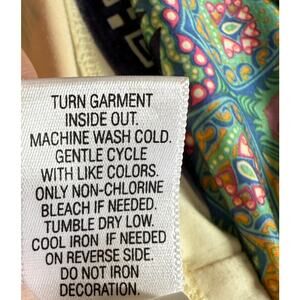 TURN GARMENT
INSIDE OUT.
MACHINE WASH COLD.
GENTLE CYCLE
WITH LIKE COLORS.
ONLY NON-CHLORINE
BLEACH IF NEEDED.
TUMBLE DRY LOW.
COOL IRON IF NEEDED
ON REVERSE SIDE.
DO NOT IRON
DECORATION.